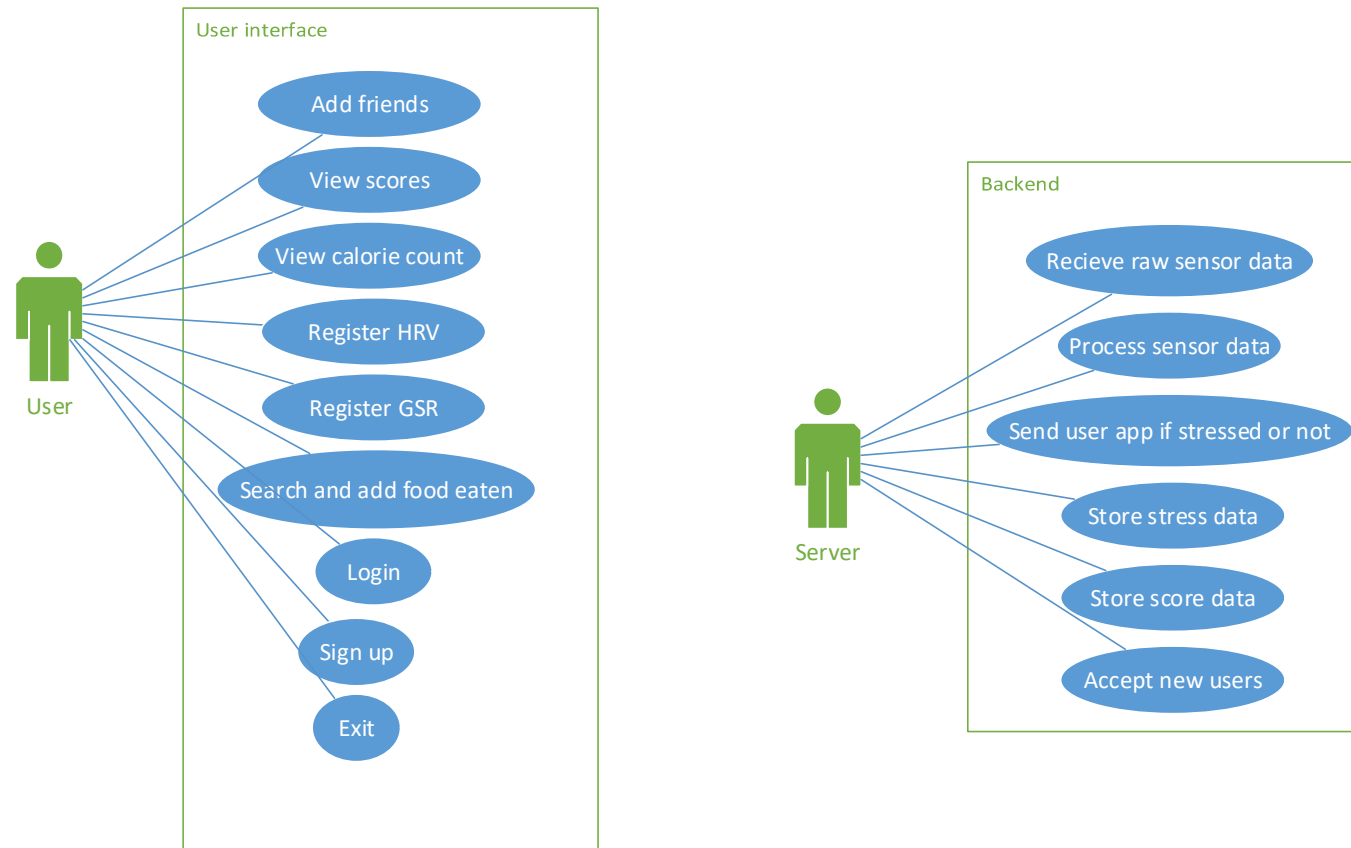 User interface
Add friends
View scores
View calorie count
Register HRV
Register GSR
Search and add food eaten
Login
Sign up
Exit
User
Backend
Recieve raw sensor data
Process sensor data
Send user app if stressed or not
Store stress data
Store score data
Accept new users
Server